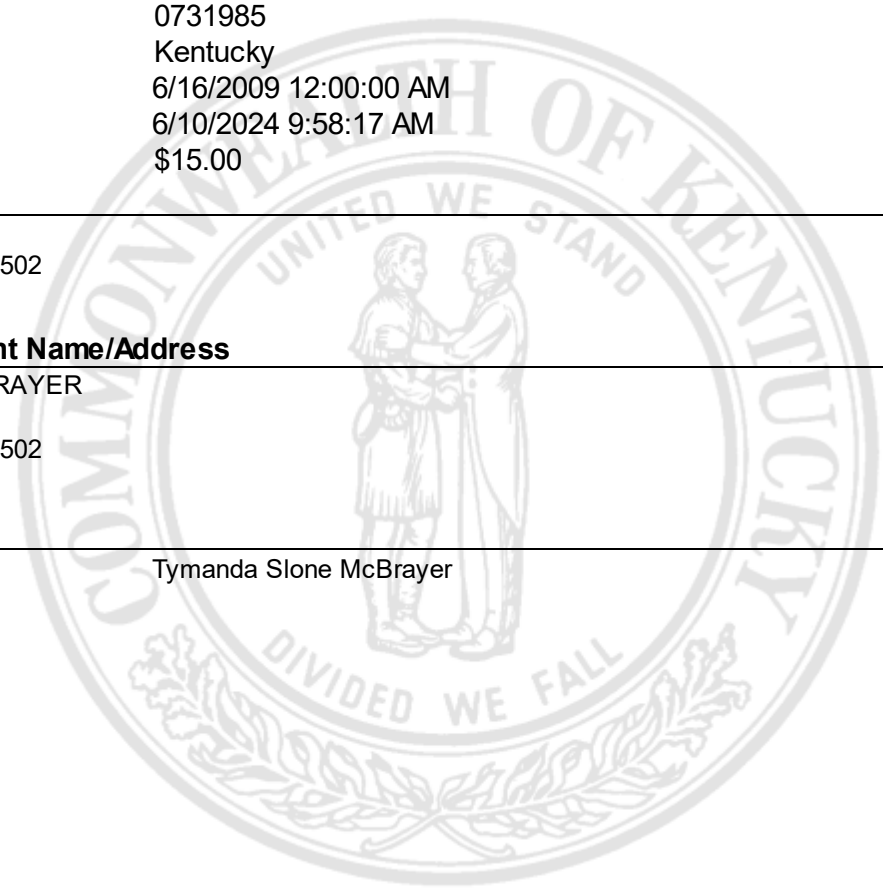 0731985
Kentucky
6/16/2009 12:00:00 AM
6/10/2024 9:58:17 AM
$15.00
502
nt Name/Address
RAYER
502
Tymanda Slone McBrayer
COMMONWEALTH OF KENTUCKY
UNITED WE STAND
DIVIDED WE FALL